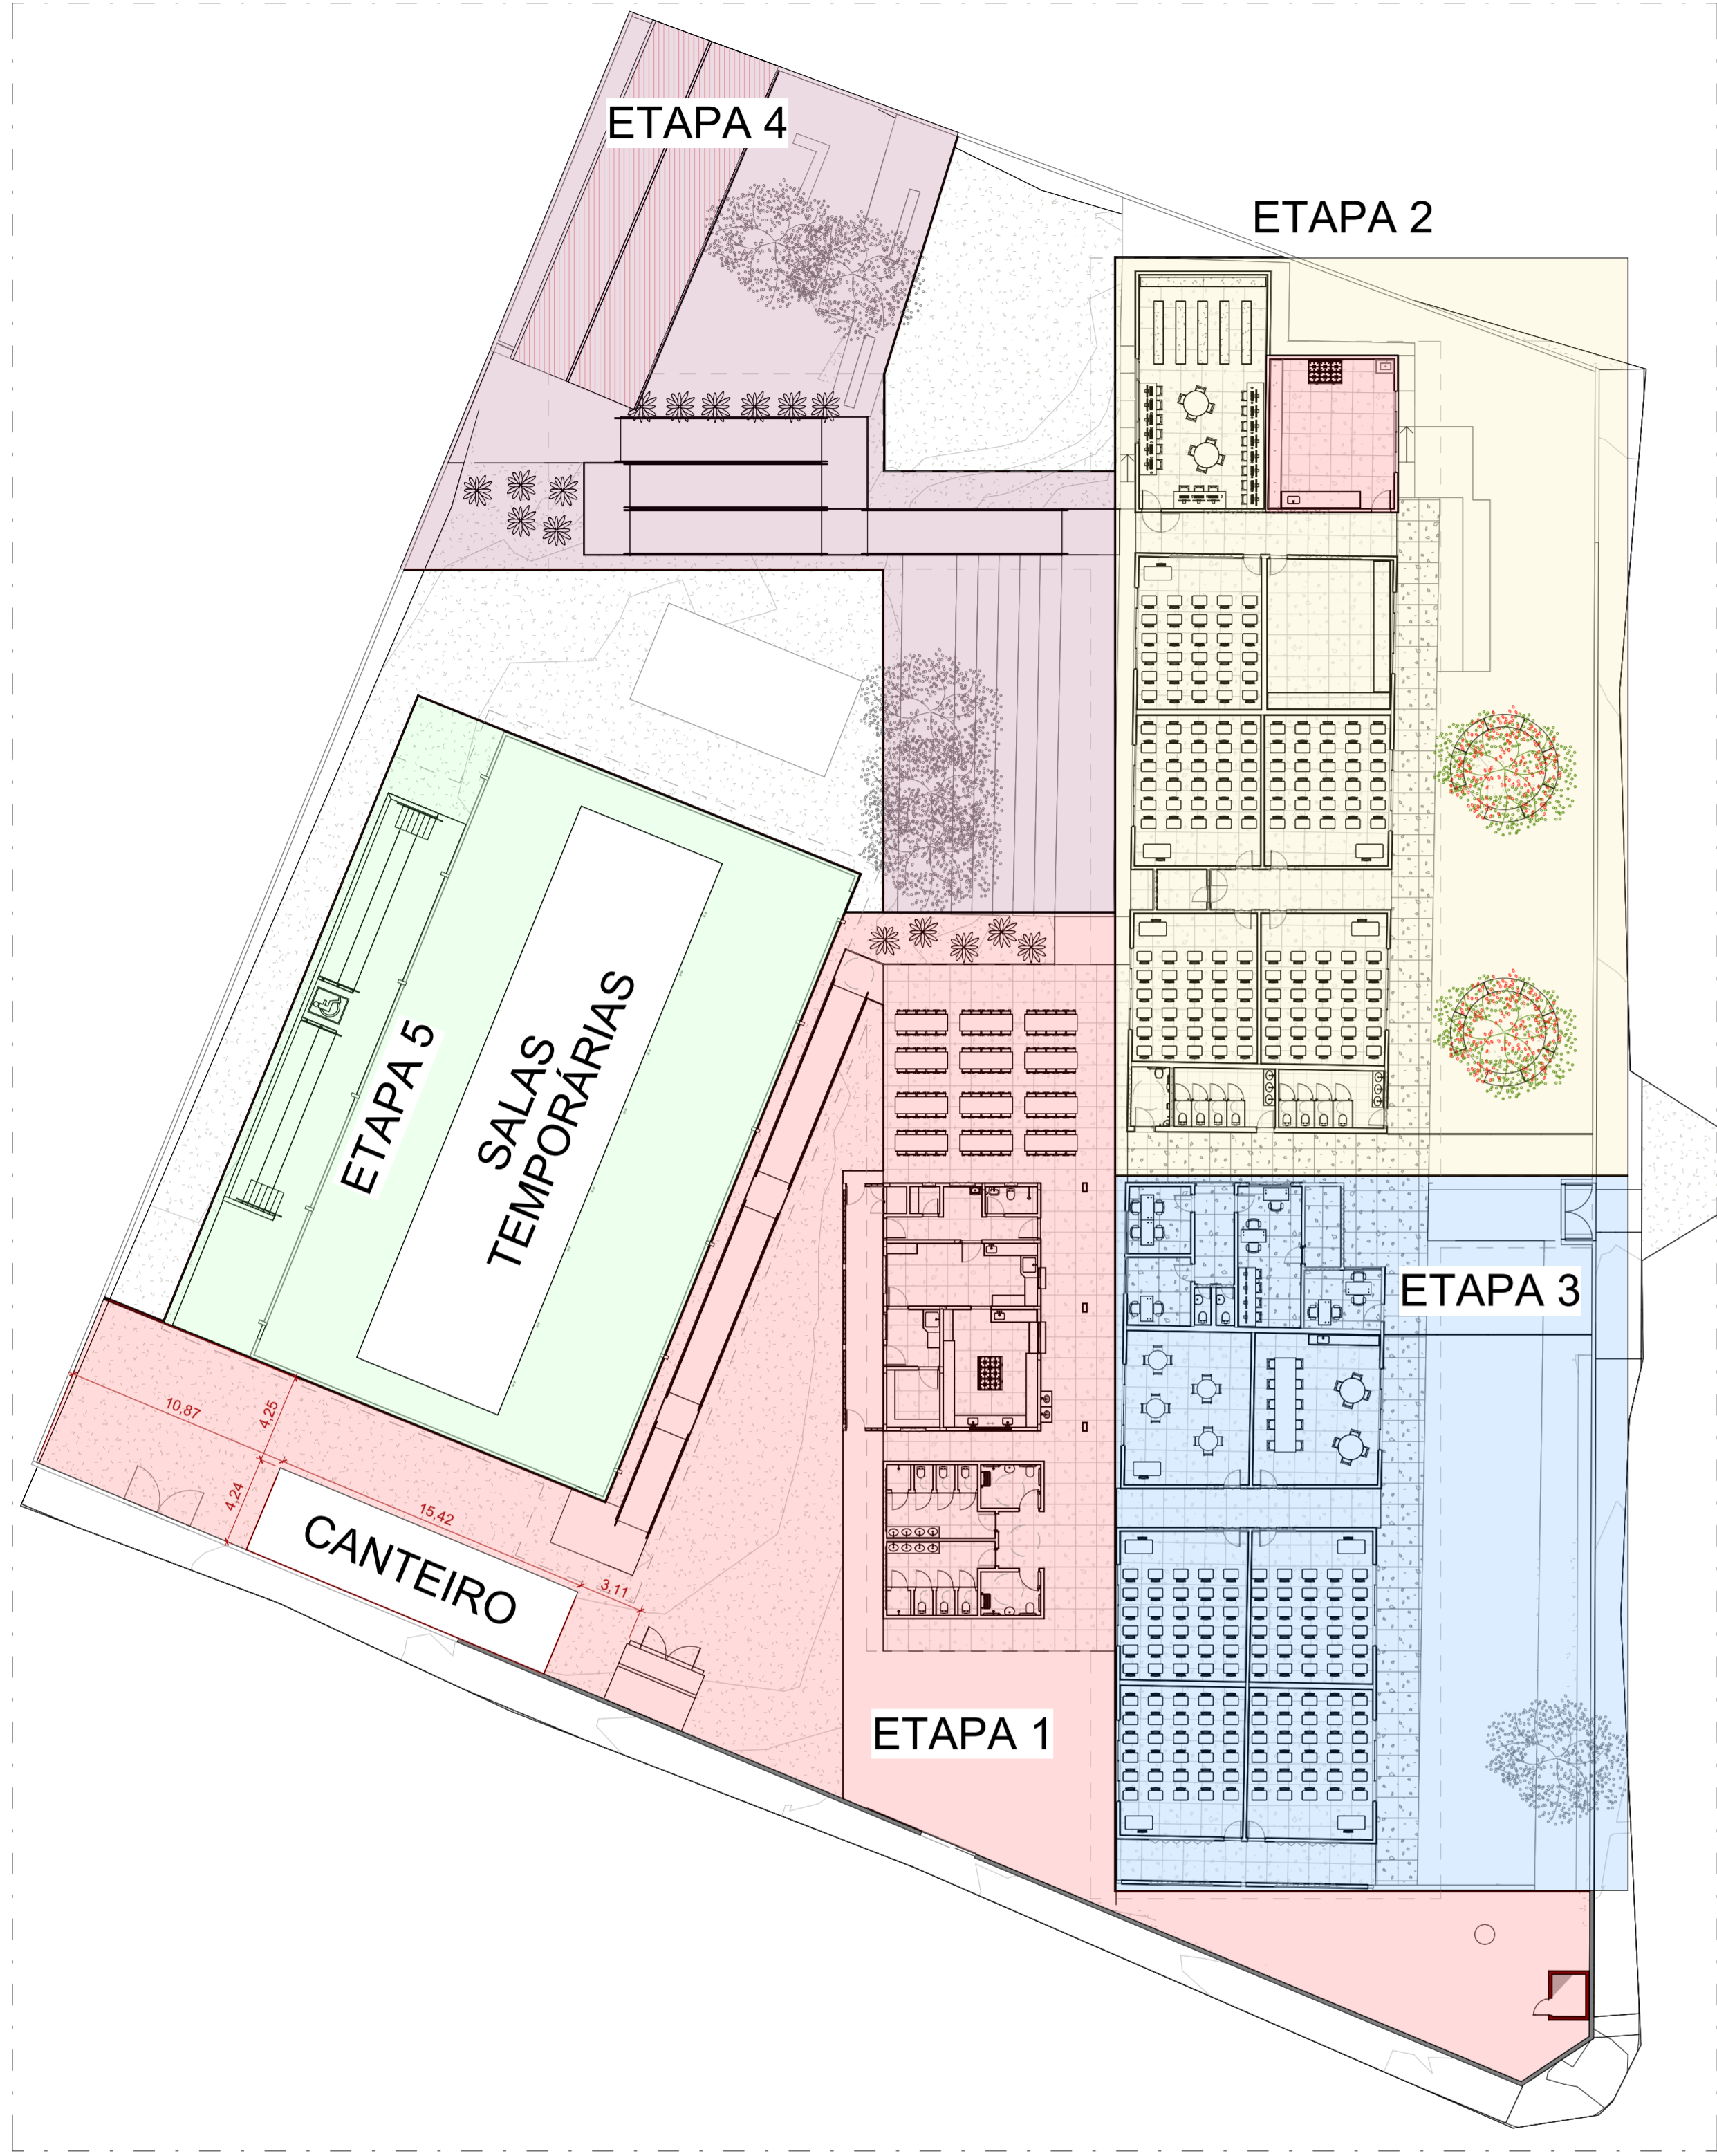 ETAPA 4
ETAPA 2
ETAPA 5
SALAS
TEMPORÁRIAS
ETAPA 3
10,87
4,25
4,24
15,42
CANTEIRO
3,11
ETAPA 1